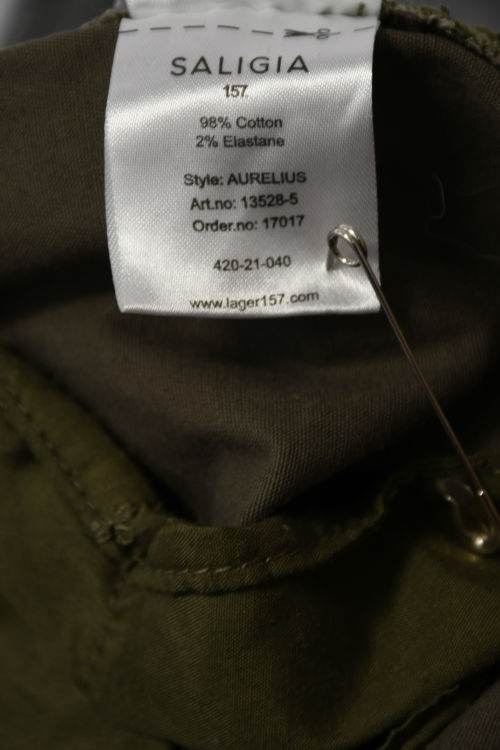 SALIGIA
157
98% Cotton
2% Elastane
Style: AURELIUS
Art.no: 13528-5
Order.no: 17017
420-21-040
www.lager157.com